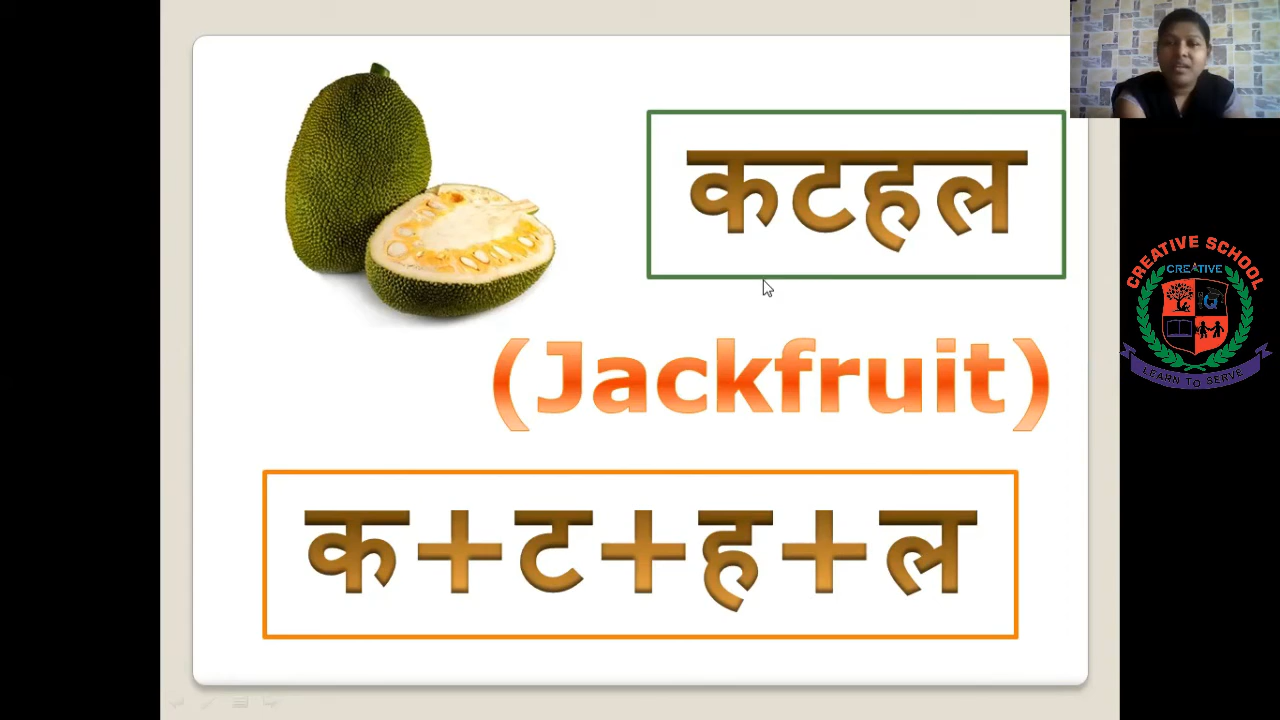 कटहल
(Jackfruit)
क+ट+ह+ल
CREATIVE SCHOOL
CREATIVE
LEARN TO SERVE